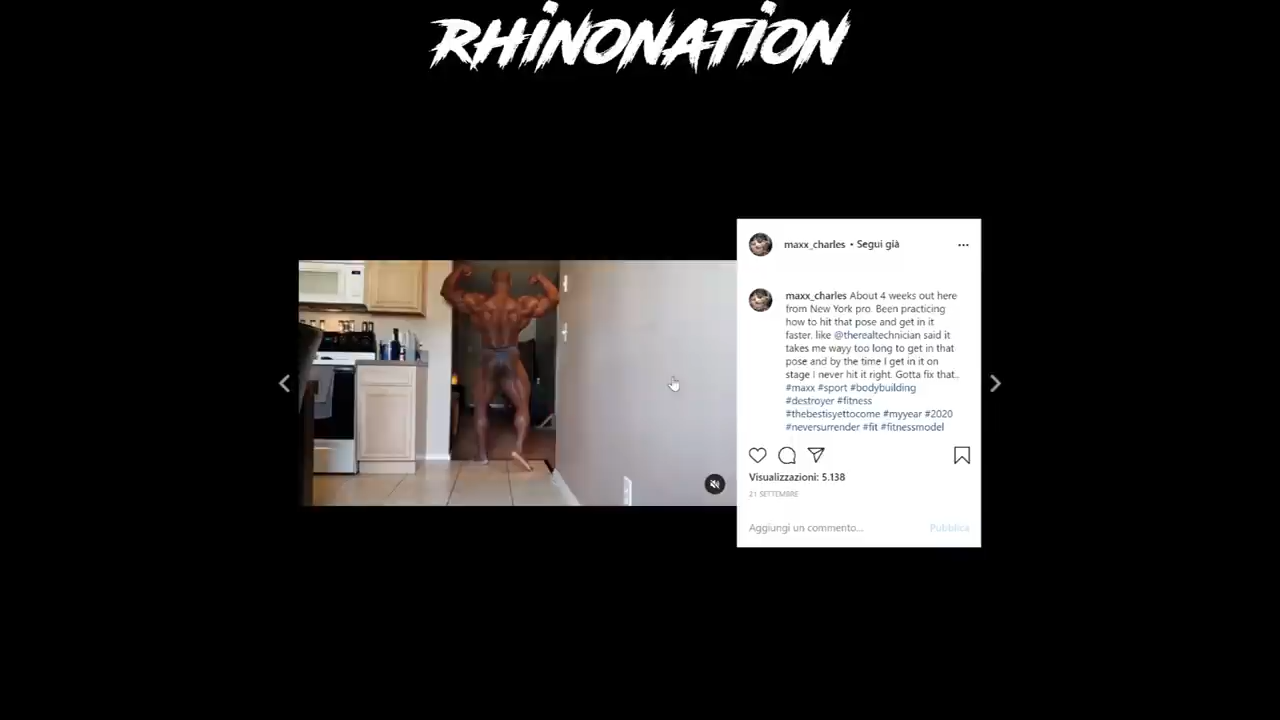 RHINONATION
maxx_charles • Segui già
maxx_charles About 4 weeks out here
from New York pro. Been practicing
how to hit that pose and get in it
faster. like @therealtechnician said it
takes me wayy too long to get in that
pose and by the time I get in it on
stage I never hit it right. Gotta fix that..
#maxx #sport #bodybuilding
#destroyer #fitness
#thebestisyettocome #myyear #2020
#neversurrender #fit #fitnessmodel
Visualizzazioni: 5.138
21 SETTEMBRE
Aggiungi un commento... Pubblica